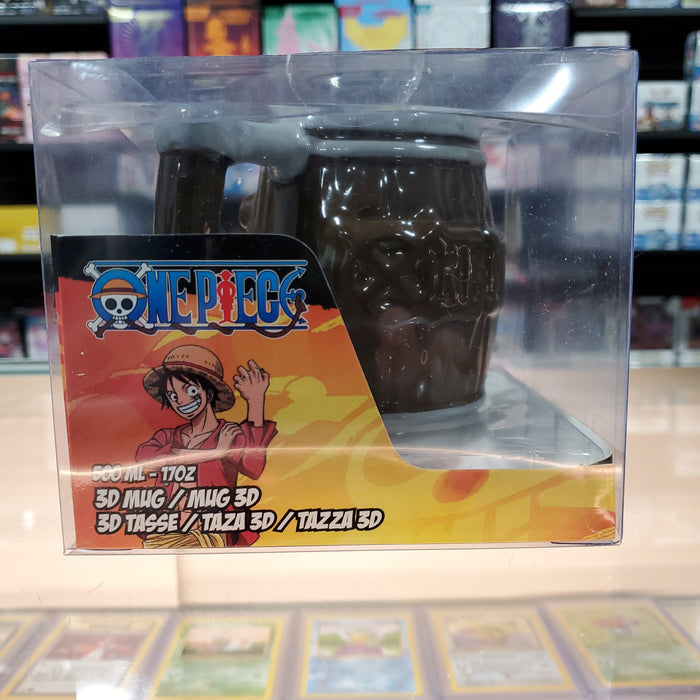 ONE PIECE
500 ML - 17OZ
3D MUG / MUG 3D
3D TASSE / TAZA 3D / TAZZA 3D